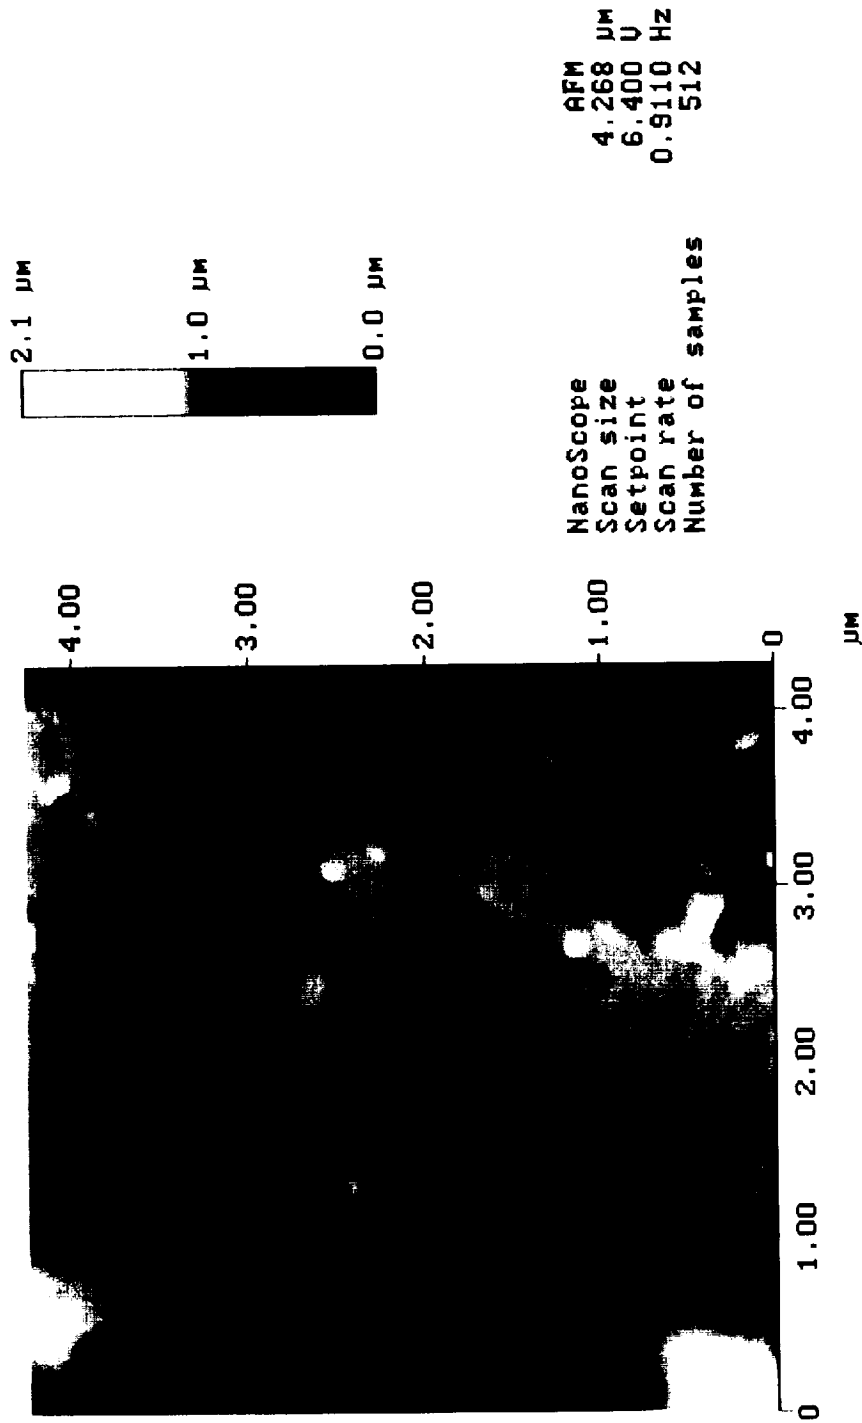 2.1 µm
1.0 µm
0.0 µm
NanoScope AFM
Scan size 4.268 µm
Setpoint 6.400 V
Scan rate 0.9110 Hz
Number of samples 512
4.00
3.00
2.00
1.00
0
µm
0 1.00 2.00 3.00 4.00